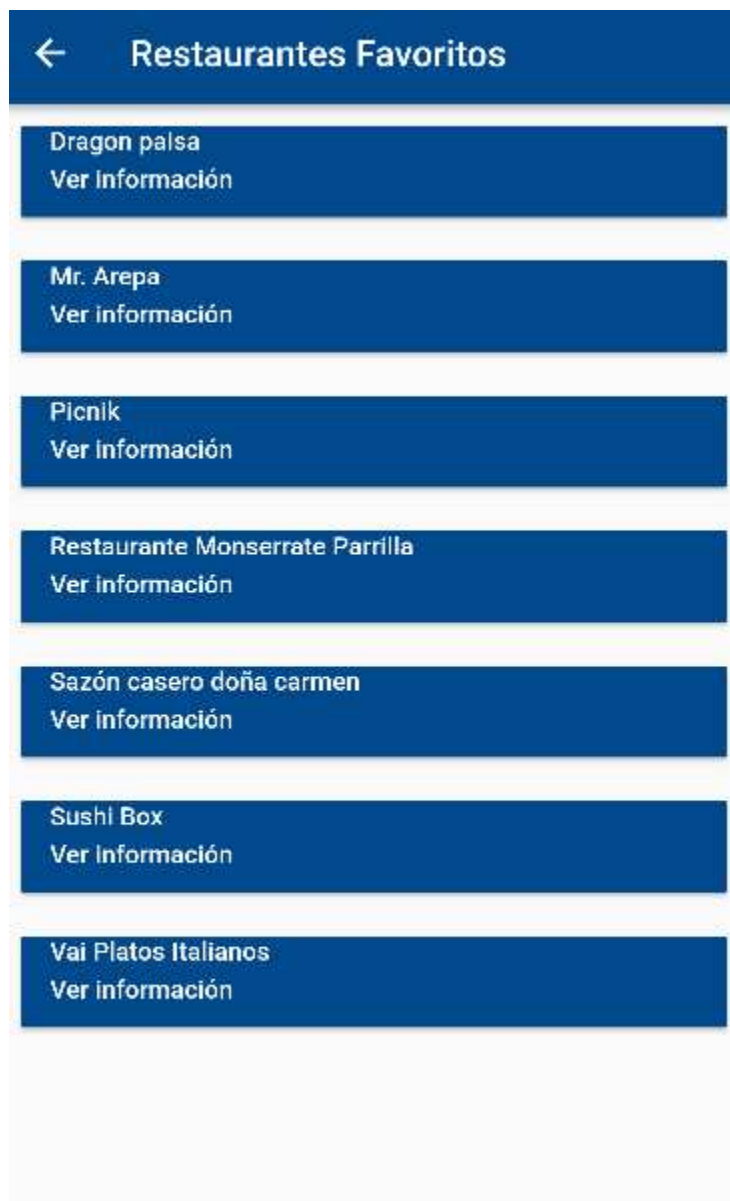 Restaurantes Favoritos
Dragon palsa
Ver información
Mr. Arepa
Ver información
Picnik
Ver información
Restaurante Monserrate Parrilla
Ver información
Sazón casero doña carmen
Ver información
Sushi Box
Ver información
Vai Platos Italianos
Ver información